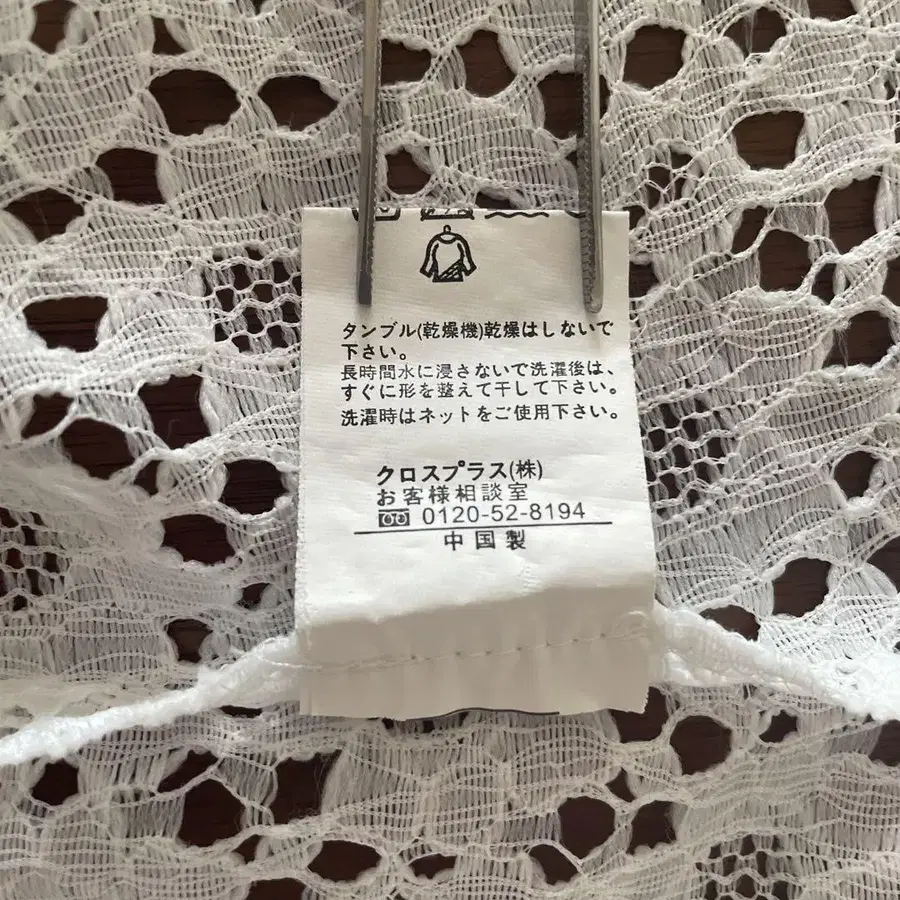 タンブル(乾燥機)乾燥はしないで
下さい。
長時間水に浸さないで洗濯後は、
すぐに形を整えて干して下さい。
洗濯時はネットをご使用下さい。
クロスプラス(株)
お客様相談室
0120-52-8194
中国製